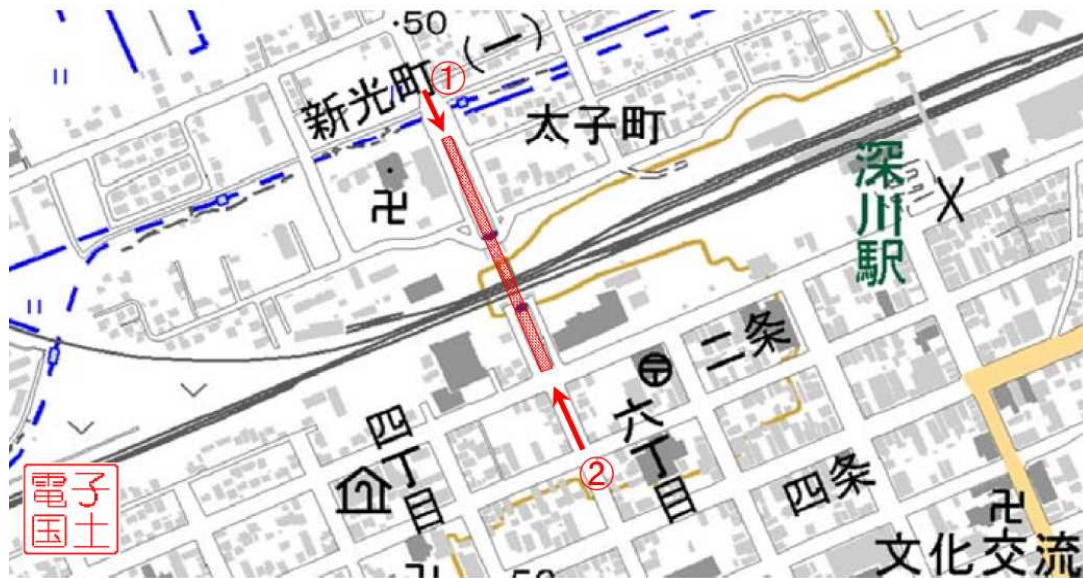 ・50
新光町(一)
①
太子町
深川駅
二条
六丁目
四丁目
②
四条
文化交流
50
電子
国土